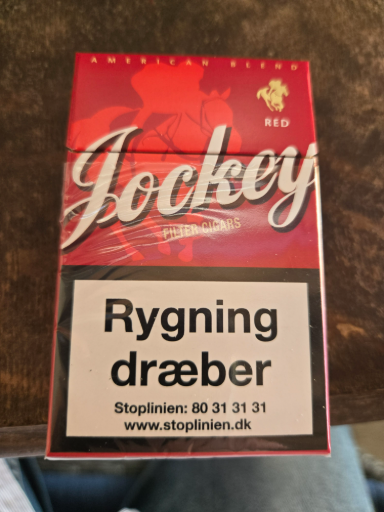 AMERICAN BLEND
RED
Jockey
FILTER CIGARS
Rygning
dræber
Stoplinien: 80 31 31 31
www.stoplinien.dk